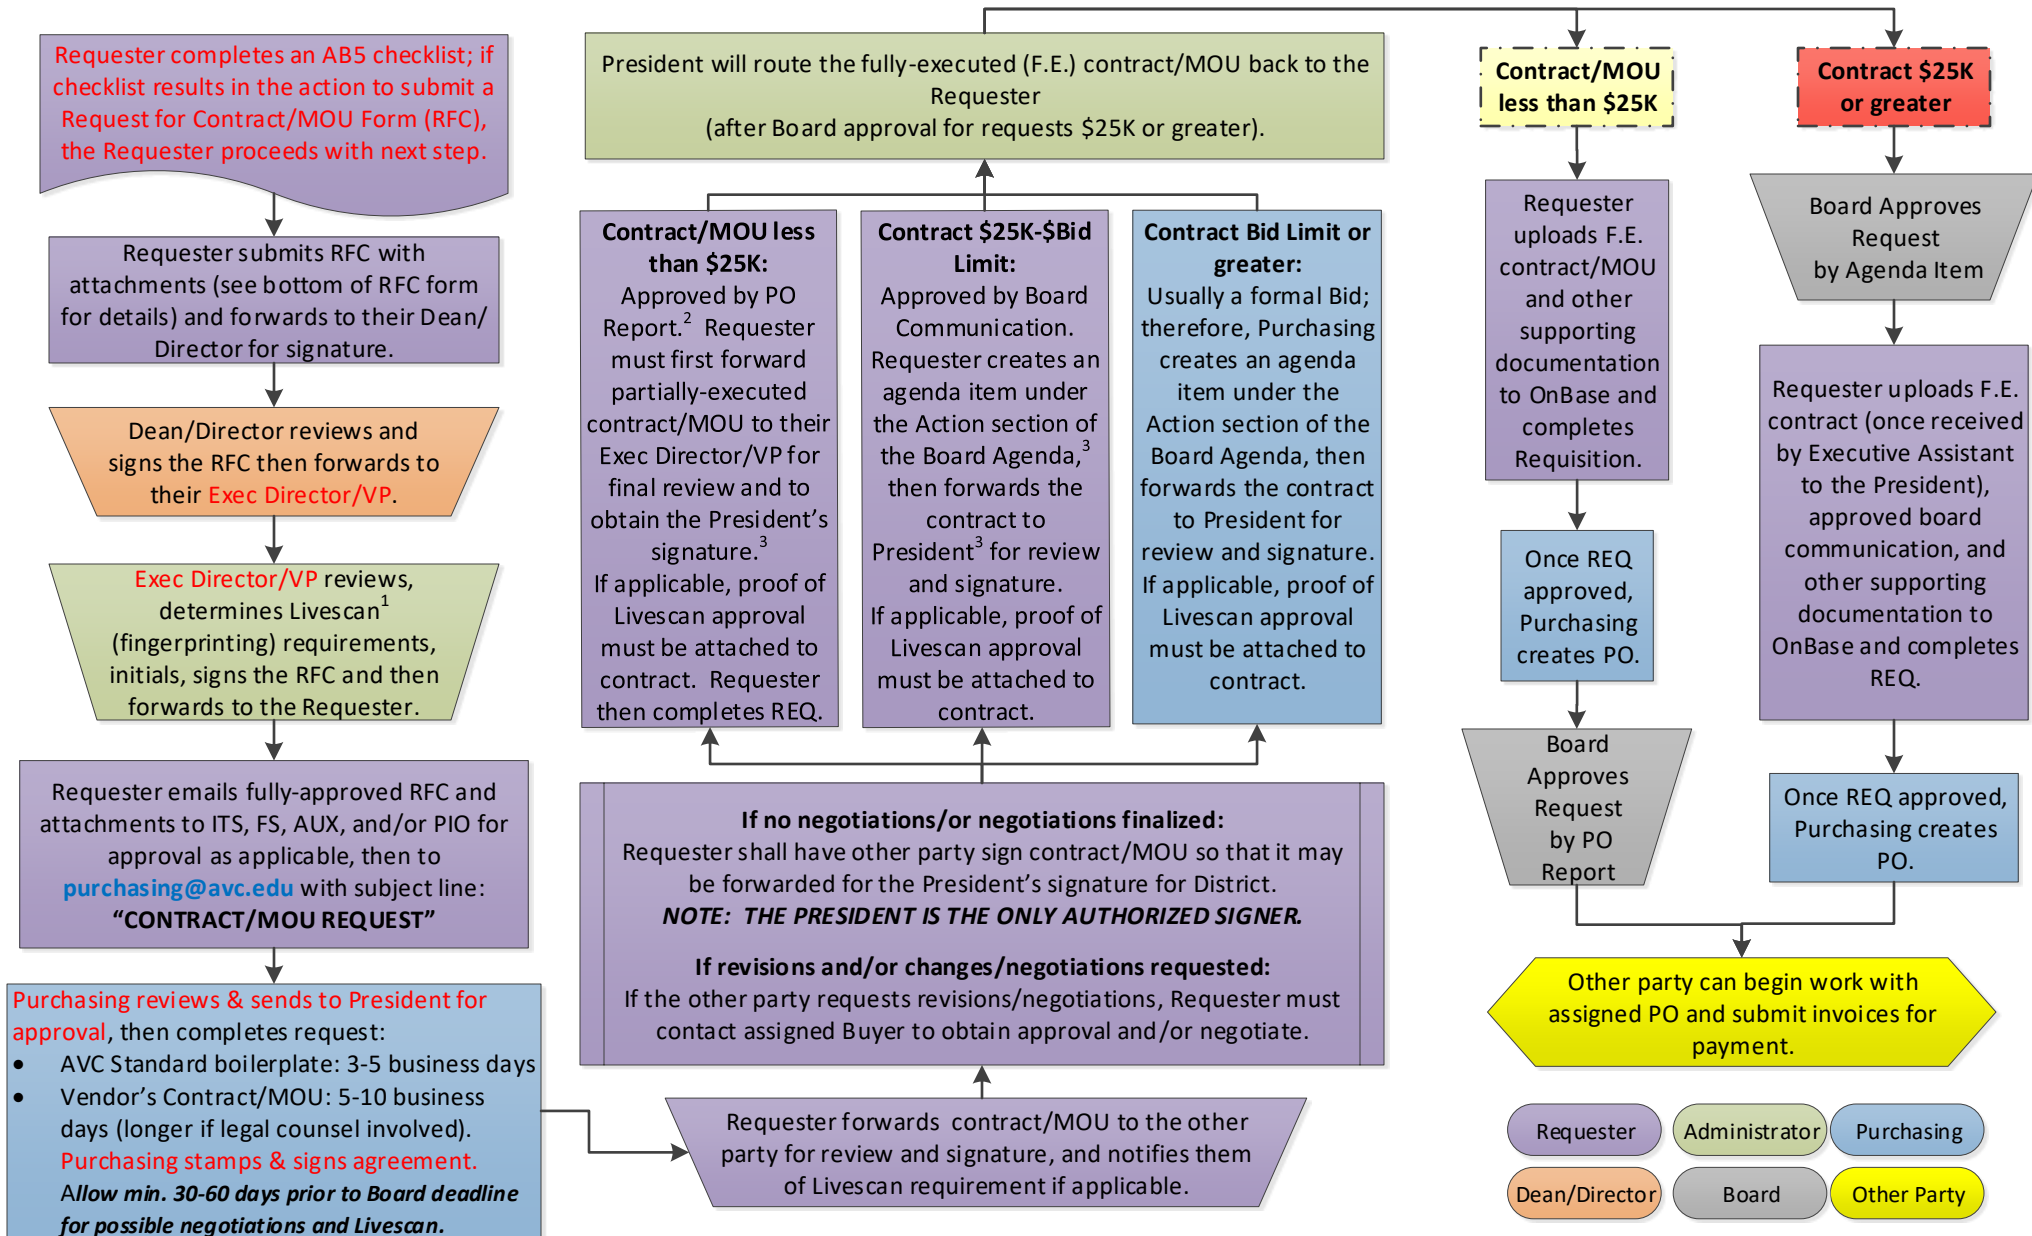 Requester completes an AB5 checklist; if
checklist results in the action to submit a
Request for Contract/MOU Form (RFC),
the Requester proceeds with next step.
Requester submits RFC with
attachments (see bottom of RFC form
for details) and forwards to their Dean/
Director for signature.
Dean/Director reviews and
signs the RFC then forwards to
their Exec Director/VP.
Exec Director/VP reviews,
determines Livescan1
(fingerprinting) requirements,
initials, signs the RFC and then
forwards to the Requester.
Requester emails fully-approved RFC and
attachments to ITS, FS, AUX, and/or PIO for
approval as applicable, then to
purchasing@avc.edu with subject line:
“CONTRACT/MOU REQUEST”
Purchasing reviews & sends to President for
approval, then completes request:
• AVC Standard boilerplate: 3-5 business days
• Vendor’s Contract/MOU: 5-10 business
days (longer if legal counsel involved).
Purchasing stamps & signs agreement.
Allow min. 30-60 days prior to Board deadline
for possible negotiations and Livescan.
Requester forwards contract/MOU to the other
party for review and signature, and notifies them
of Livescan requirement if applicable.
If no negotiations/or negotiations finalized:
Requester shall have other party sign contract/MOU so that it may
be forwarded for the President’s signature for District.
NOTE: THE PRESIDENT IS THE ONLY AUTHORIZED SIGNER.
If revisions and/or changes/negotiations requested:
If the other party requests revisions/negotiations, Requester must
contact assigned Buyer to obtain approval and/or negotiate.
Contract/MOU less
than $25K:
Approved by PO
Report.2 Requester
must first forward
partially-executed
contract/MOU to their
Exec Director/VP for
final review and to
obtain the President’s
signature.3
If applicable, proof of
Livescan approval
must be attached to
contract. Requester
then completes REQ.
Contract $25K-$Bid
Limit:
Approved by Board
Communication.
Requester creates an
agenda item under
the Action section of
the Board Agenda,3
then forwards the
contract to
President3 for review
and signature.
If applicable, proof of
Livescan approval
must be attached to
contract.
Contract Bid Limit or
greater:
Usually a formal Bid;
therefore, Purchasing
creates an agenda
item under the
Action section of the
Board Agenda, then
forwards the contract
to President for
review and signature.
If applicable, proof of
Livescan approval
must be attached to
contract.
President will route the fully-executed (F.E.) contract/MOU back to the
Requester
(after Board approval for requests $25K or greater).
Contract/MOU
less than $25K
Requester
uploads F.E.
contract/MOU
and other
supporting
documentation
to OnBase and
completes
Requisition.
Once REQ
approved,
Purchasing
creates PO.
Board
Approves
Request
by PO
Report
Contract $25K
or greater
Board Approves
Request
by Agenda Item
Requester uploads F.E.
contract (once received
by Executive Assistant
to the President),
approved board
communication, and
other supporting
documentation to
OnBase and completes
REQ.
Once REQ approved,
Purchasing creates
PO.
Other party can begin work with
assigned PO and submit invoices for
payment.
Requester
Administrator
Purchasing
Dean/Director
Board
Other Party